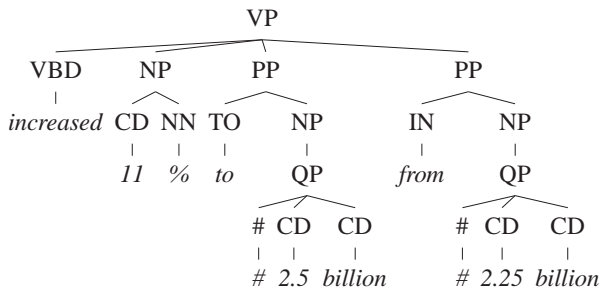 VP
VBD NP PP PP
increased CD NN TO NP IN NP
11 % to QP from QP
# CD CD # CD CD
# 2.5 billion # 2.25 billion